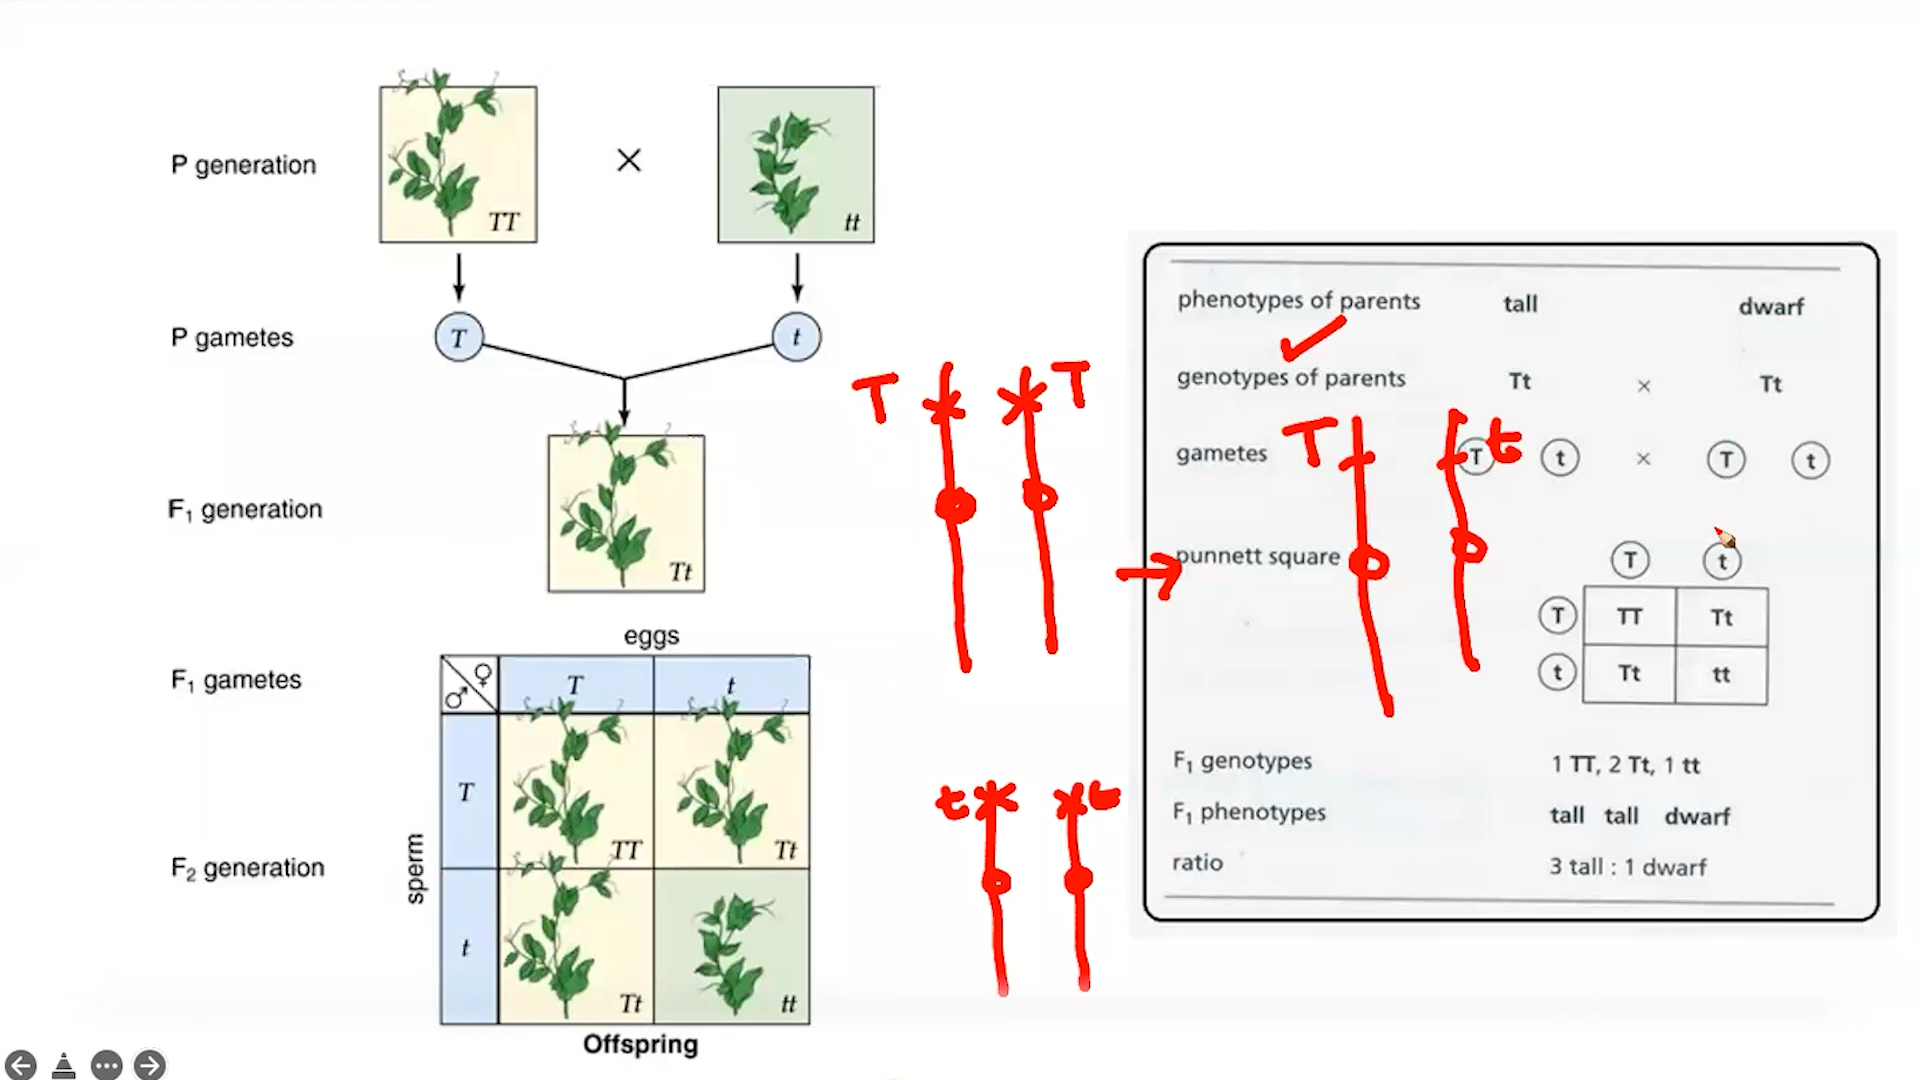 P generation
×
TT
tt
P gametes
T
t
F1 generation
Tt
eggs
F1 gametes
♀
♂
T
t
sperm
T
TT
Tt
F2 generation
t
Tt
tt
Offspring
T
T
t
t
phenotypes of parents tall dwarf
genotypes of parents Tt × Tt
gametes T t × T t
T t
punnett square T t
T TT Tt
t Tt tt
F1 genotypes 1 TT, 2 Tt, 1 tt
F1 phenotypes tall tall dwarf
ratio 3 tall : 1 dwarf